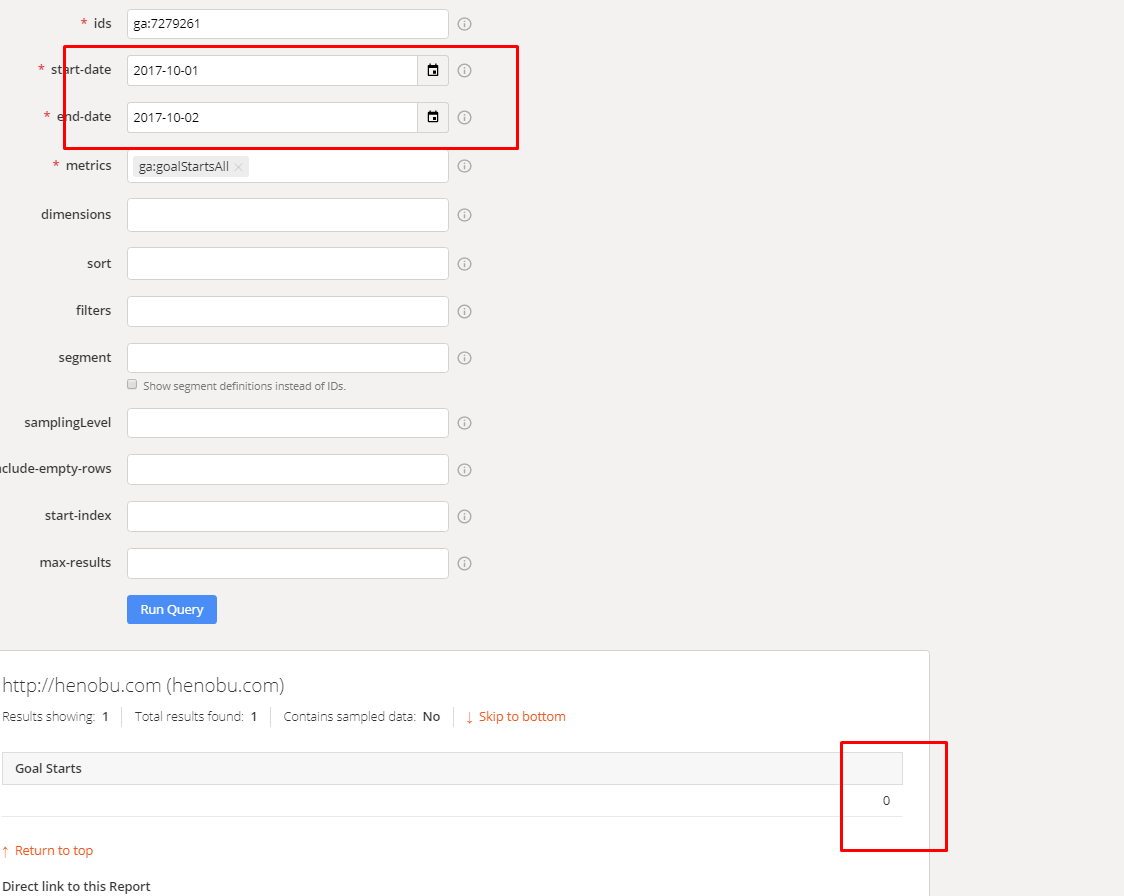 * ids ga:7279261
* start-date 2017-10-01
* end-date 2017-10-02
* metrics ga:goalStartsAll ×
dimensions
sort
filters
segment
Show segment definitions instead of IDs.
samplingLevel
nclude-empty-rows
start-index
max-results
Run Query
http://henobu.com (henobu.com)
Results showing: 1 Total results found: 1 Contains sampled data: No ↓ Skip to bottom
Goal Starts
0
↑ Return to top
Direct link to this Report